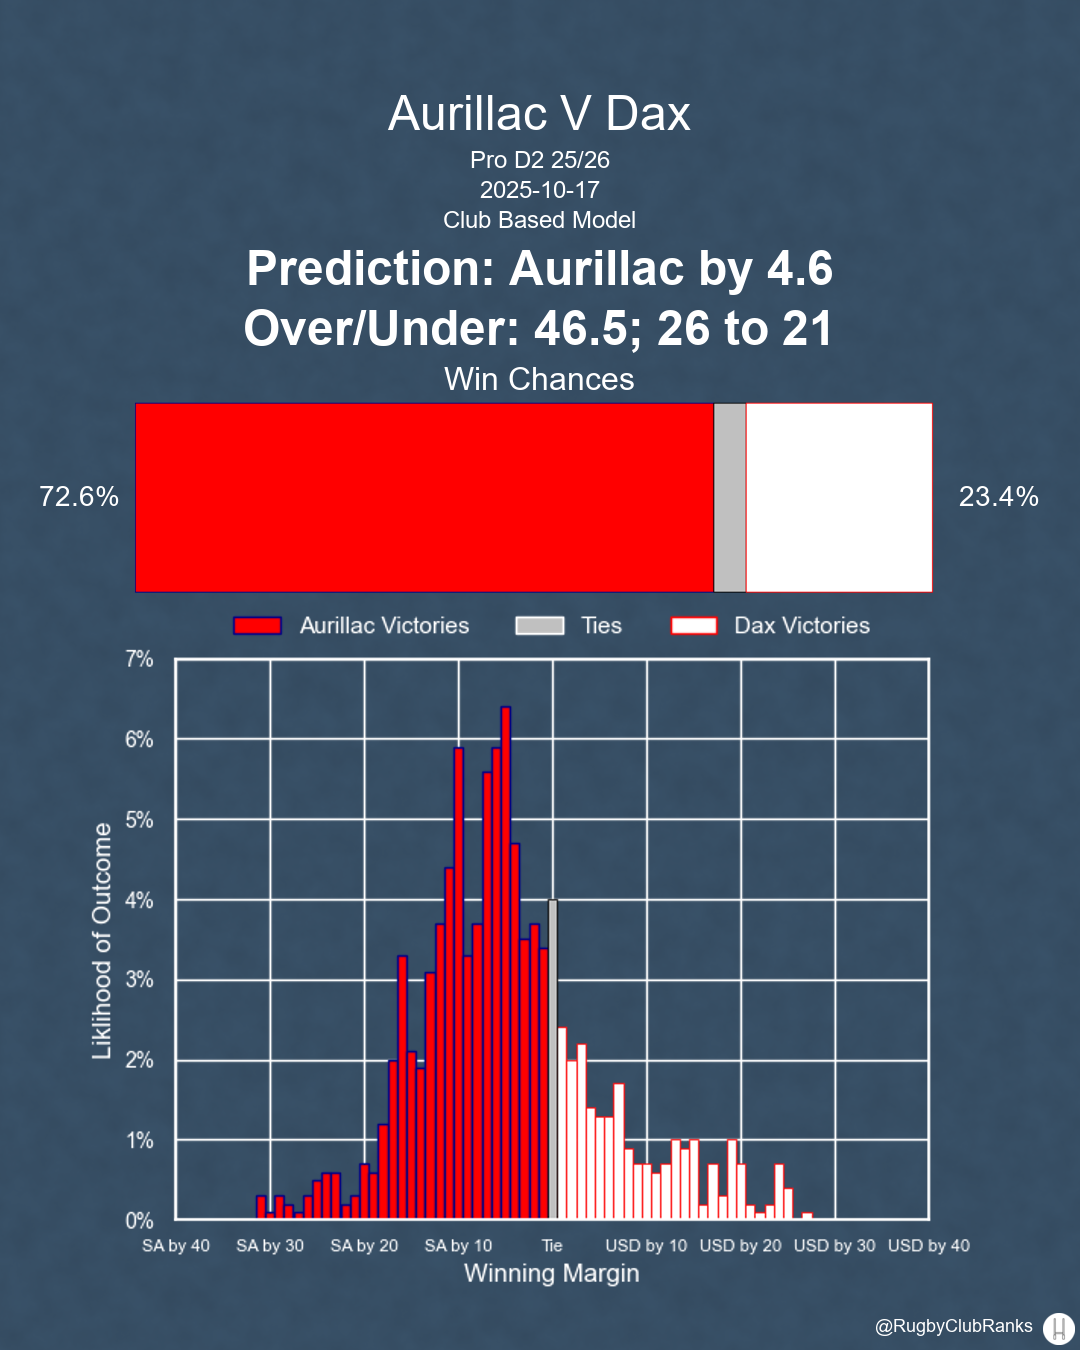 Aurillac V Dax
Pro D2 25/26
2025-10-17
Club Based Model
Prediction: Aurillac by 4.6
Over/Under: 46.5; 26 to 21
Win Chances
72.6%
23.4%
Aurillac Victories
Ties
Dax Victories
7%
6%
5%
4%
3%
2%
1%
0%
Liklihood of Outcome
SA by 40
SA by 30
SA by 20
SA by 10
Tie
USD by 10
USD by 20
USD by 30
USD by 40
Winning Margin
@RugbyClubRanks